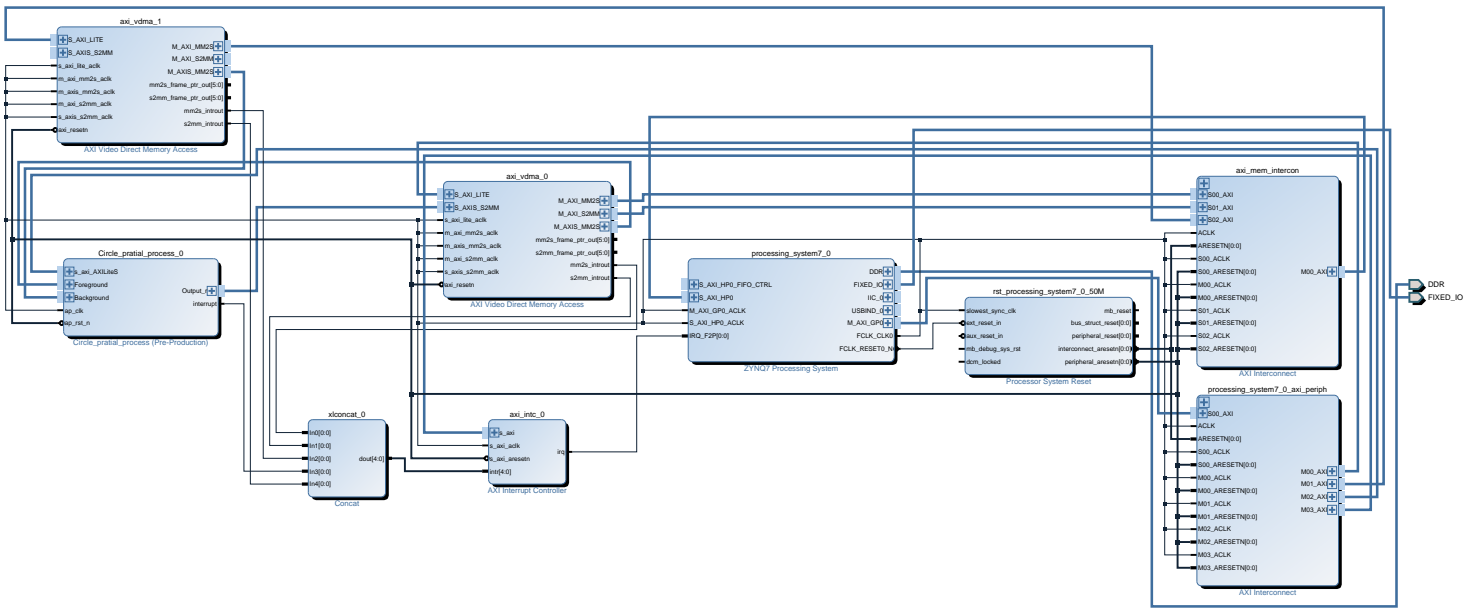 axi_vdma_1
S_AXI_LITE
S_AXIS_S2MM
s_axi_lite_aclk
m_axi_mm2s_aclk
m_axis_mm2s_aclk
m_axi_s2mm_aclk
s_axis_s2mm_aclk
axi_resetn
M_AXI_MM2S
M_AXI_S2MM
M_AXIS_MM2S
mm2s_frame_ptr_out[5:0]
s2mm_frame_ptr_out[5:0]
mm2s_introut
s2mm_introut
AXI Video Direct Memory Access
Circle_pratial_process_0
s_axi_AXILiteS
Foreground
Background
ap_clk
ap_rst_n
Output_r
interrupt
Circle_pratial_process (Pre-Production)
axi_vdma_0
S_AXI_LITE
S_AXIS_S2MM
s_axi_lite_aclk
m_axi_mm2s_aclk
m_axis_mm2s_aclk
m_axi_s2mm_aclk
s_axis_s2mm_aclk
axi_resetn
M_AXI_MM2S
M_AXI_S2MM
M_AXIS_MM2S
mm2s_frame_ptr_out[5:0]
s2mm_frame_ptr_out[5:0]
mm2s_introut
s2mm_introut
AXI Video Direct Memory Access
xlconcat_0
In0[0:0]
In1[0:0]
In2[0:0]
In3[0:0]
In4[0:0]
dout[4:0]
Concat
axi_intc_0
s_axi
s_axi_aclk
s_axi_aresetn
intr[4:0]
irq
AXI Interrupt Controller
processing_system7_0
S_AXI_HP0_FIFO_CTRL
S_AXI_HP0
M_AXI_GP0_ACLK
S_AXI_HP0_ACLK
IRQ_F2P[0:0]
DDR
FIXED_IO
IIC_0
USBIND_0
M_AXI_GP0
FCLK_CLK0
FCLK_RESET0_N
ZYNQ7 Processing System
rst_processing_system7_0_50M
slowest_sync_clk
ext_reset_in
aux_reset_in
mb_debug_sys_rst
dcm_locked
mb_reset
bus_struct_reset[0:0]
peripheral_reset[0:0]
interconnect_aresetn[0:0]
peripheral_aresetn[0:0]
Processor System Reset
axi_mem_intercon
S00_AXI
S01_AXI
S02_AXI
ACLK
ARESETN[0:0]
S00_ACLK
S00_ARESETN[0:0]
M00_ACLK
M00_ARESETN[0:0]
S01_ACLK
S01_ARESETN[0:0]
S02_ACLK
S02_ARESETN[0:0]
M00_AXI
AXI Interconnect
processing_system7_0_axi_periph
S00_AXI
ACLK
ARESETN[0:0]
S00_ACLK
S00_ARESETN[0:0]
M00_ACLK
M00_ARESETN[0:0]
M01_ACLK
M01_ARESETN[0:0]
M02_ACLK
M02_ARESETN[0:0]
M03_ACLK
M03_ARESETN[0:0]
M00_AXI
M01_AXI
M02_AXI
M03_AXI
AXI Interconnect
DDR
FIXED_IO